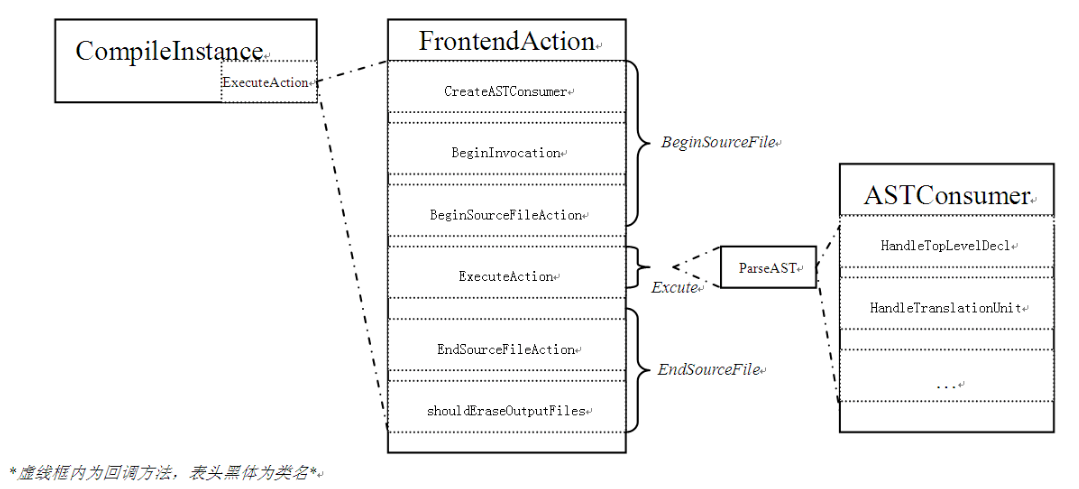 CompileInstance
ExecuteAction
FrontendAction
CreateASTConsumer
BeginInvocation
BeginSourceFileAction
BeginSourceFile
ExecuteAction
Excute
EndSourceFileAction
shouldEraseOutputFiles
EndSourceFile
ParseAST
ASTConsumer
HandleTopLevelDecl
HandleTranslationUnit
...
*虚线框内为回调方法，表头黑体为类名*